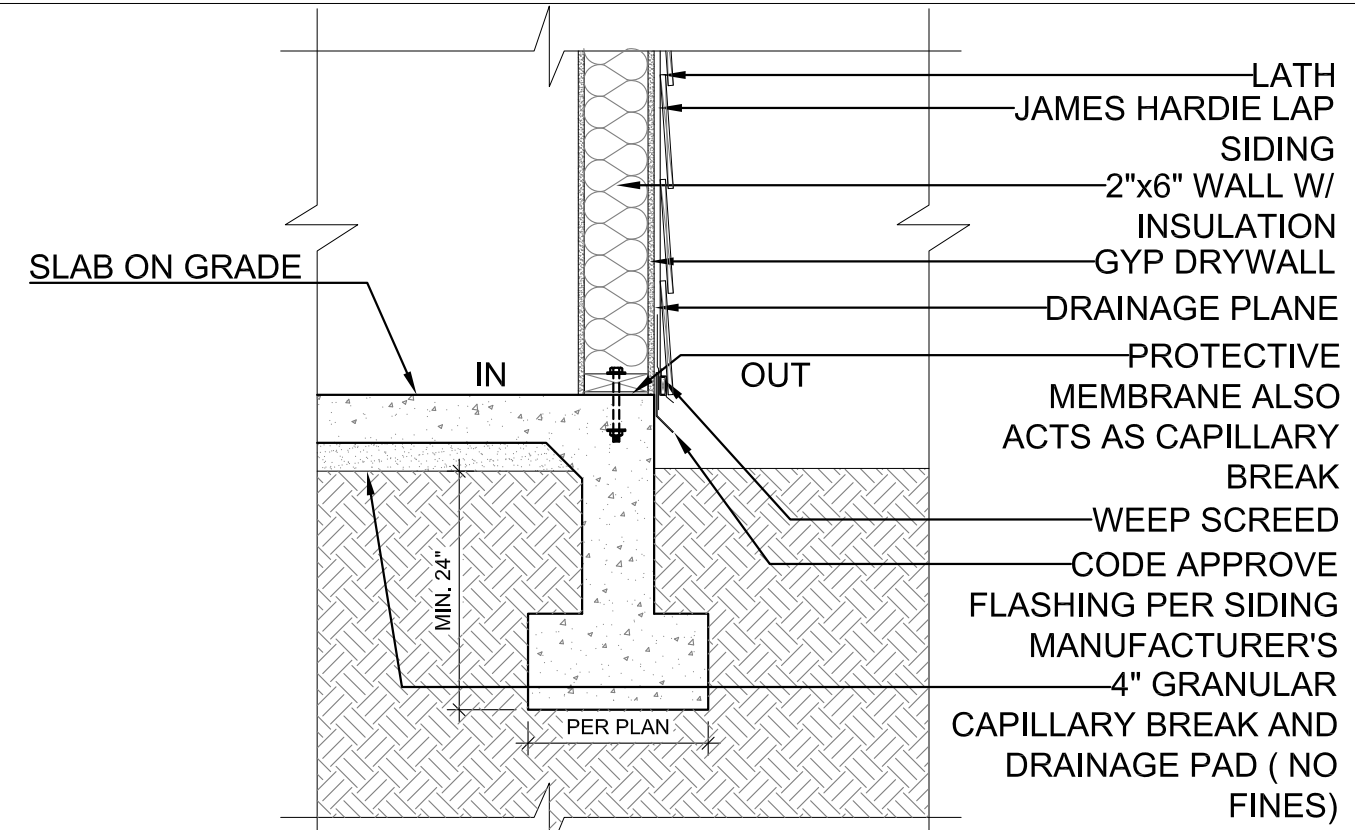 LATH
JAMES HARDIE LAP
SIDING
2"x6" WALL W/
INSULATION
GYP DRYWALL
DRAINAGE PLANE
PROTECTIVE
MEMBRANE ALSO
ACTS AS CAPILLARY
BREAK
WEEP SCREED
CODE APPROVE
FLASHING PER SIDING
MANUFACTURER'S
4" GRANULAR
CAPILLARY BREAK AND
DRAINAGE PAD ( NO
FINES)
SLAB ON GRADE
IN
OUT
MIN. 24"
PER PLAN